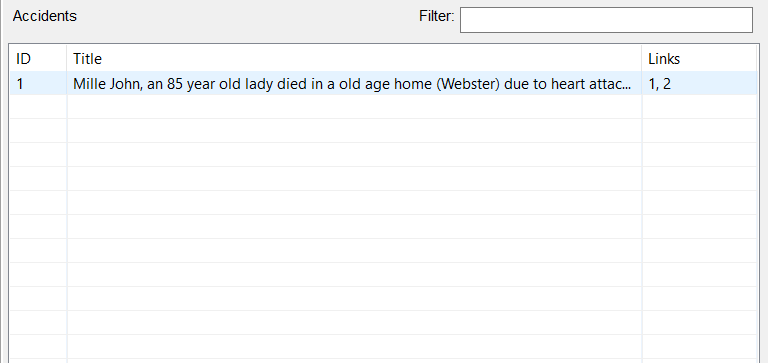 Accidents Filter:
ID Title Links
1 Mille John, an 85 year old lady died in a old age home (Webster) due to heart attac... 1, 2